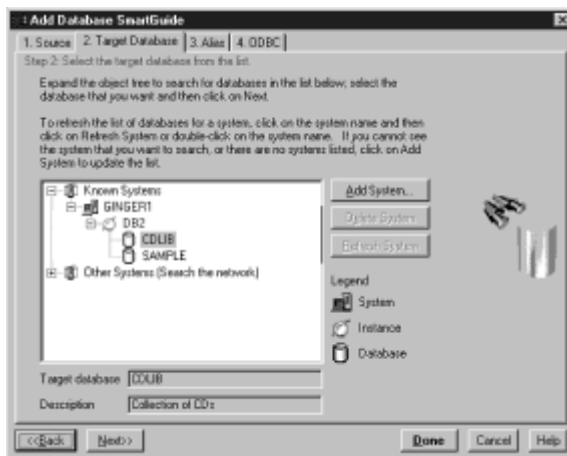 Add Database SmartGuide
1. Source 2. Target Database 3. Alias 4. ODBC
Step 2: Select the target database from the list.
Expand the object tree to search for databases in the list below; select the
database that you want and then click on Next.
To refresh the list of databases for a system, click on the system name and then
click on Refresh System or double-click on the system name. If you cannot see
the system that you want to search, or there are no systems listed, click on Add
System to update the list.
Known Systems
GINGER1
DB2
CDLIB
SAMPLE
Other Systems (Search the network)
Add System...
Delete System
Refresh System
Legend
System
Instance
Database
Target database CDLIB
Description Collection of CDs
<<Back Next>> Done Cancel Help